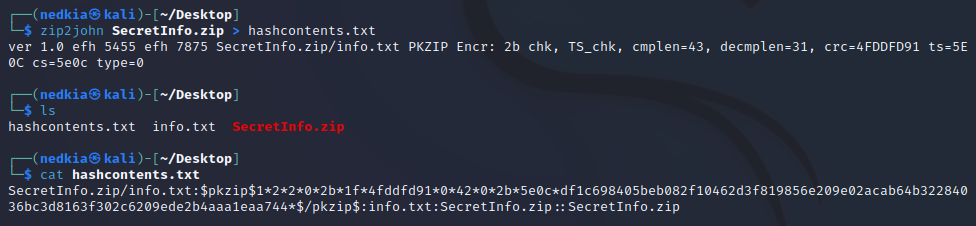 ┌──(nedkia㉿kali)-[~/Desktop]
└─$ zip2john SecretInfo.zip > hashcontents.txt
ver 1.0 efh 5455 efh 7875 SecretInfo.zip/info.txt PKZIP Encr: 2b chk, TS_chk, cmplen=43, decmplen=31, crc=4FDDFD91 ts=5E
0C cs=5e0c type=0
┌──(nedkia㉿kali)-[~/Desktop]
└─$ ls
hashcontents.txt  info.txt  SecretInfo.zip
┌──(nedkia㉿kali)-[~/Desktop]
└─$ cat hashcontents.txt
SecretInfo.zip/info.txt:$pkzip$1*2*2*0*2b*1f*4fddfd91*0*42*0*2b*5e0c*df1c698405beb082f10462d3f819856e209e02acab64b322840
36bc3d8163f302c6209ede2b4aaa1eaa744*$/pkzip$:info.txt:SecretInfo.zip::SecretInfo.zip